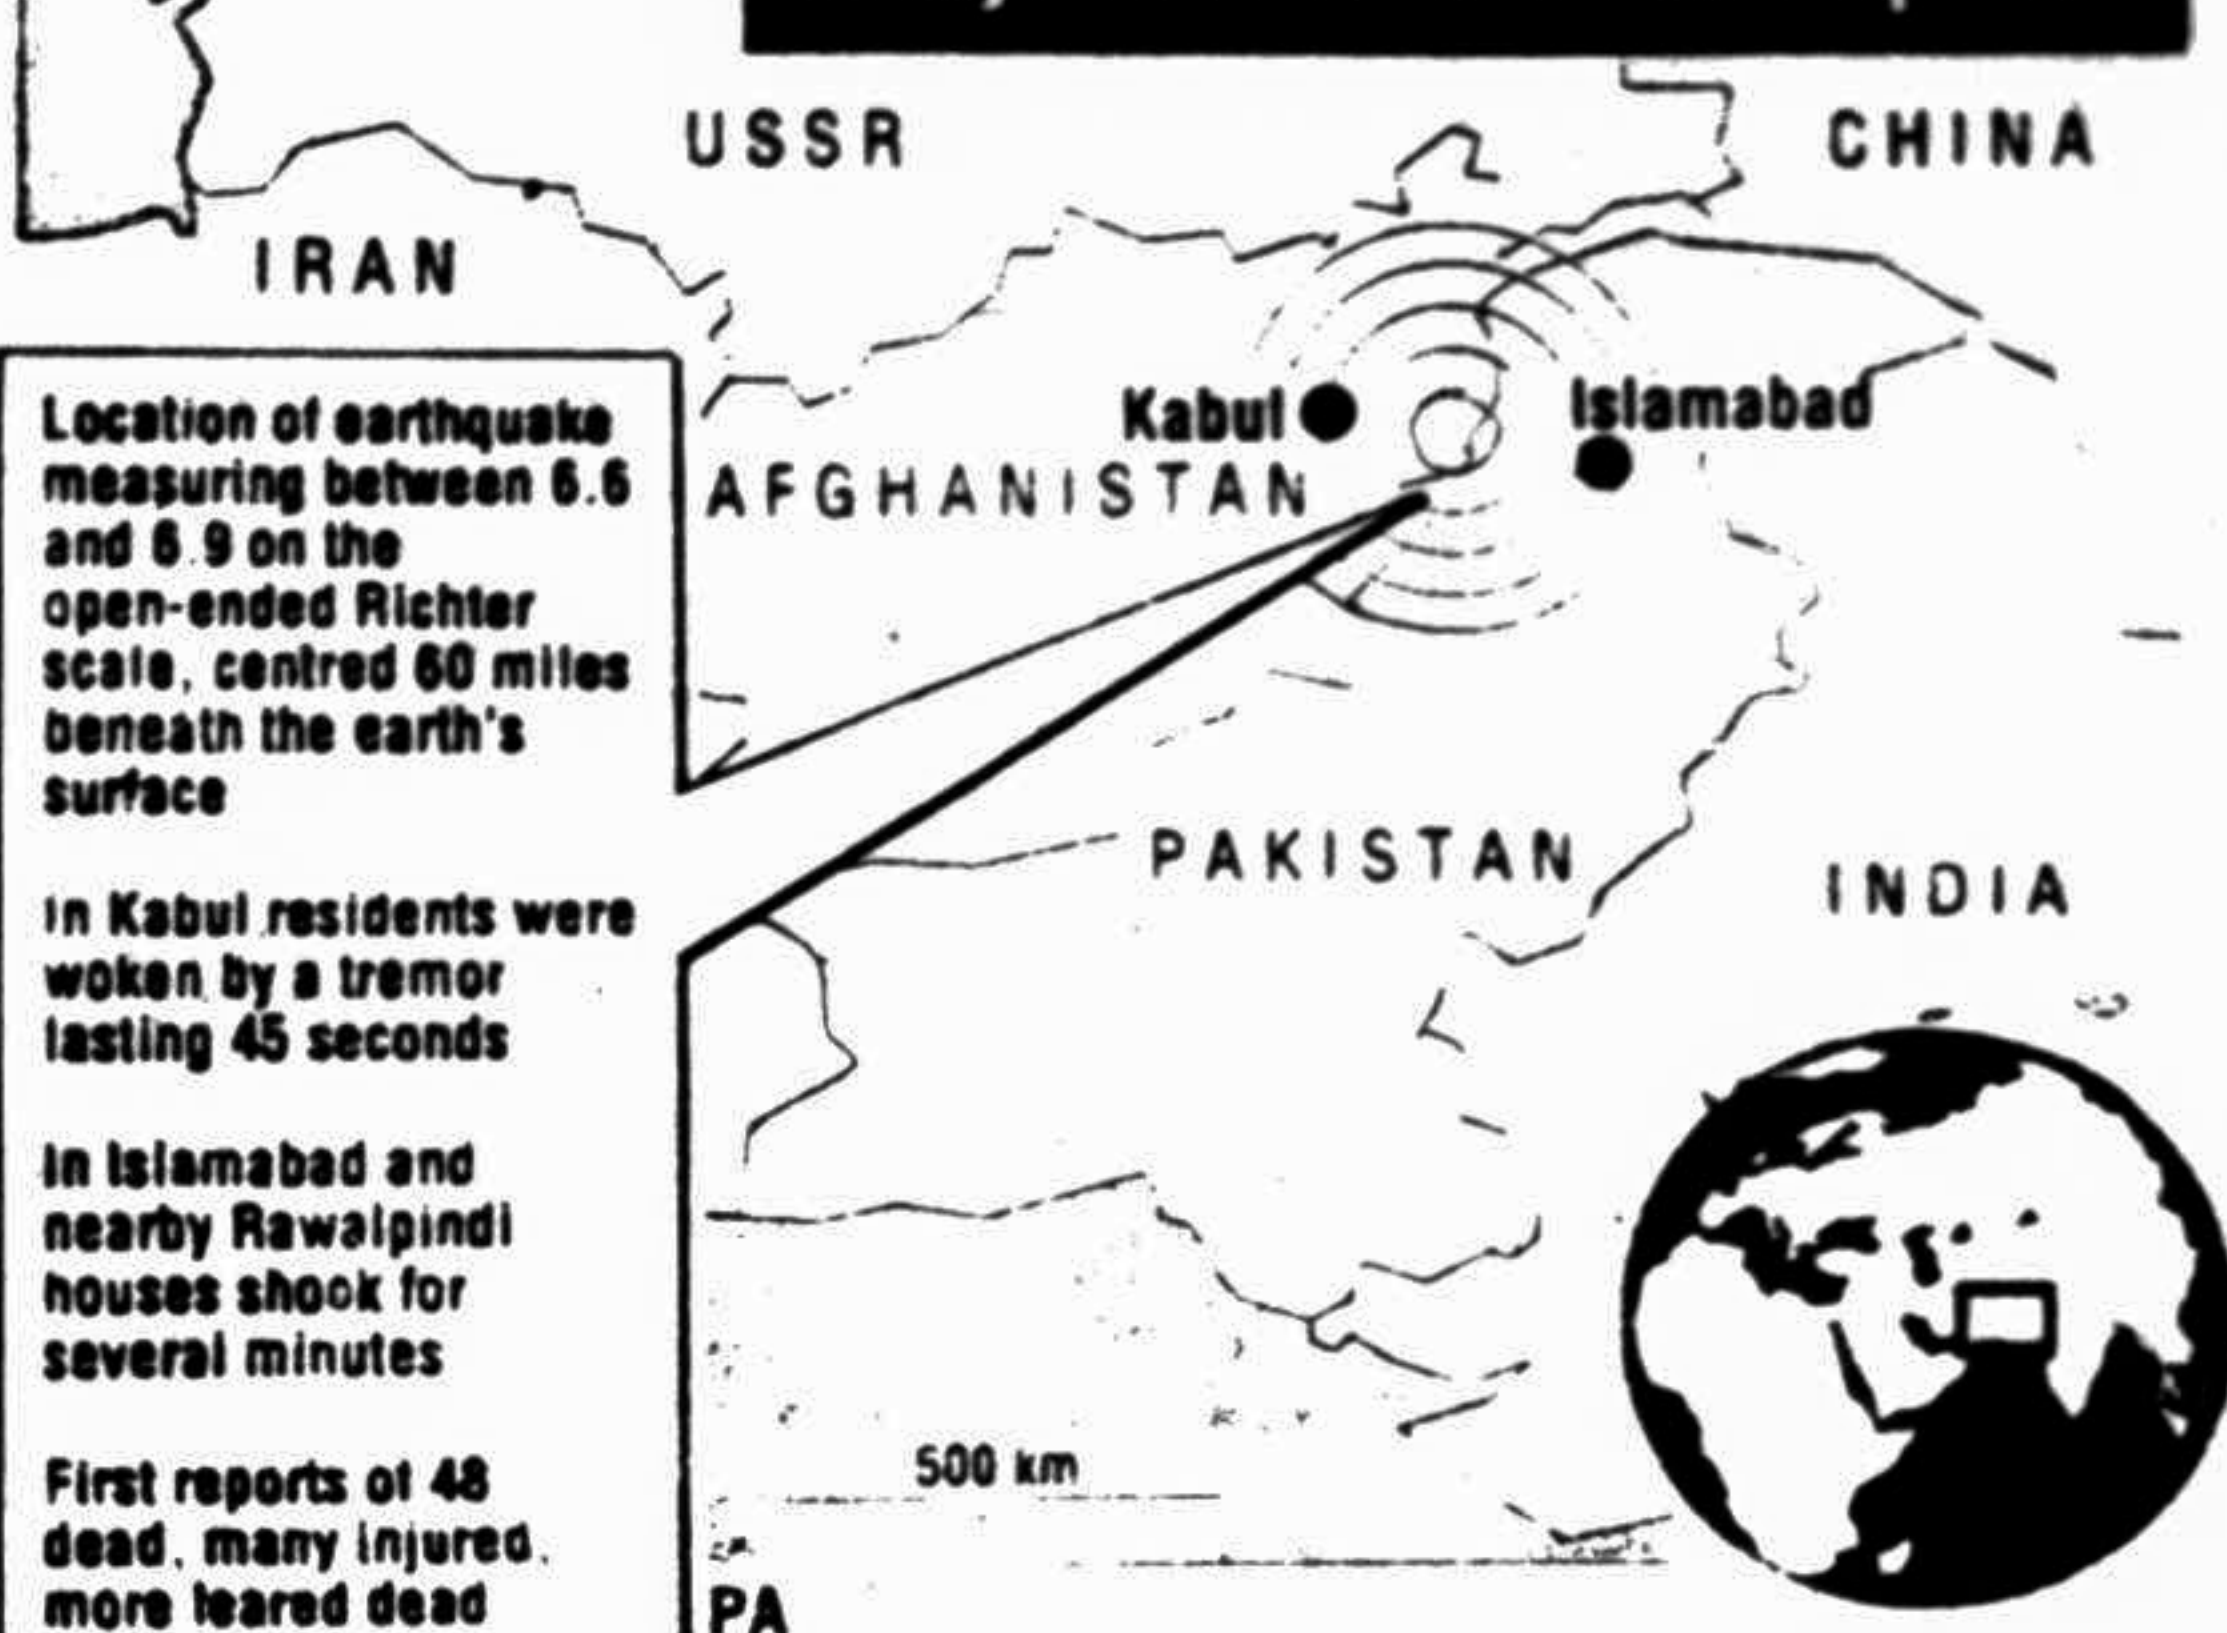 USSR
CHINA
IRAN
Kabul
Islamabad
AFGHANISTAN
PAKISTAN
INDIA
Location of earthquake
measuring between 6.6
and 6.9 on the
open-ended Richter
scale, centred 60 miles
beneath the earth's
surface
In Kabul residents were
woken by a tremor
lasting 45 seconds
In Islamabad and
nearby Rawalpindi
houses shook for
several minutes
First reports of 48
dead, many injured,
more feared dead
500 km
PA